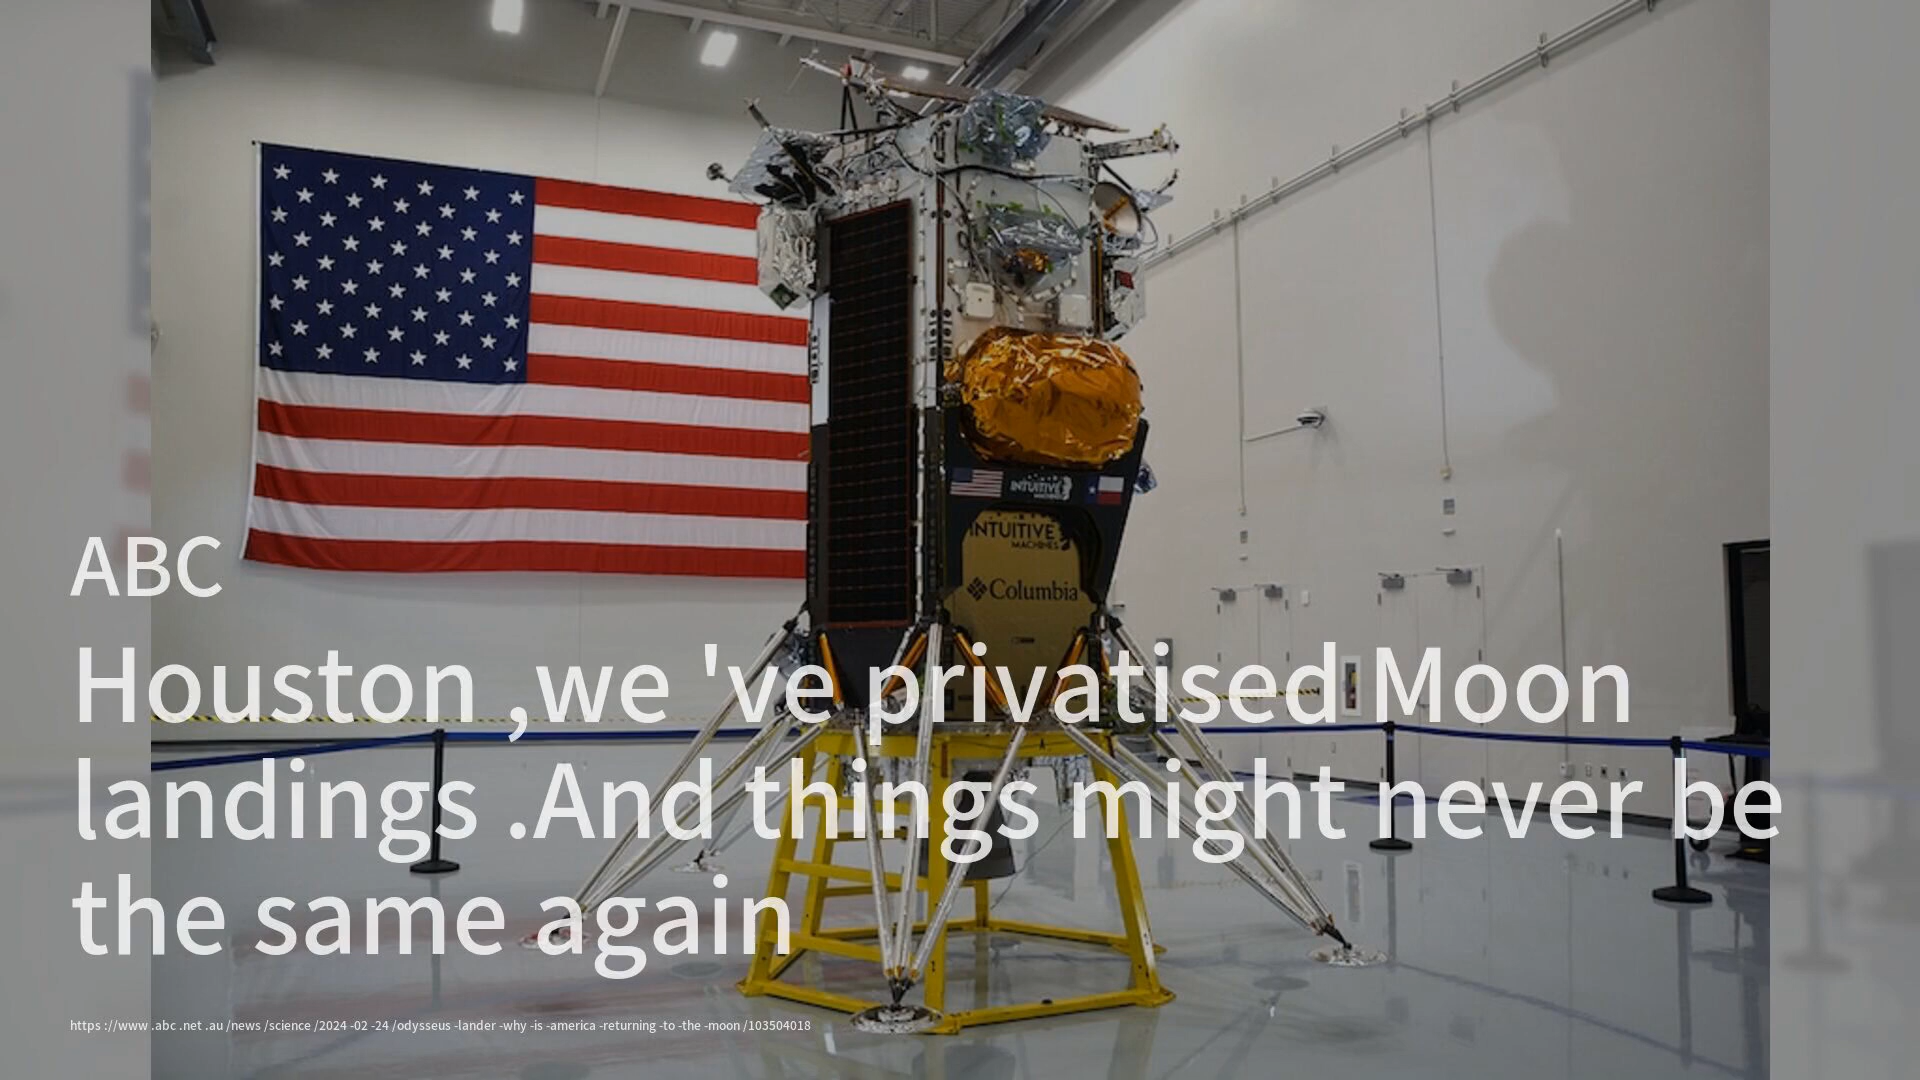 INTUITIVE
MACHINES
INTUITIVE
MACHINES
Columbia
ABC
Houston ,we 've privatised Moon
landings .And things might never be
the same again
https://www .abc .net .au /news /science /2024 -02 -24 /odysseus -lander -why -is -america -returning -to -the -moon /103504018